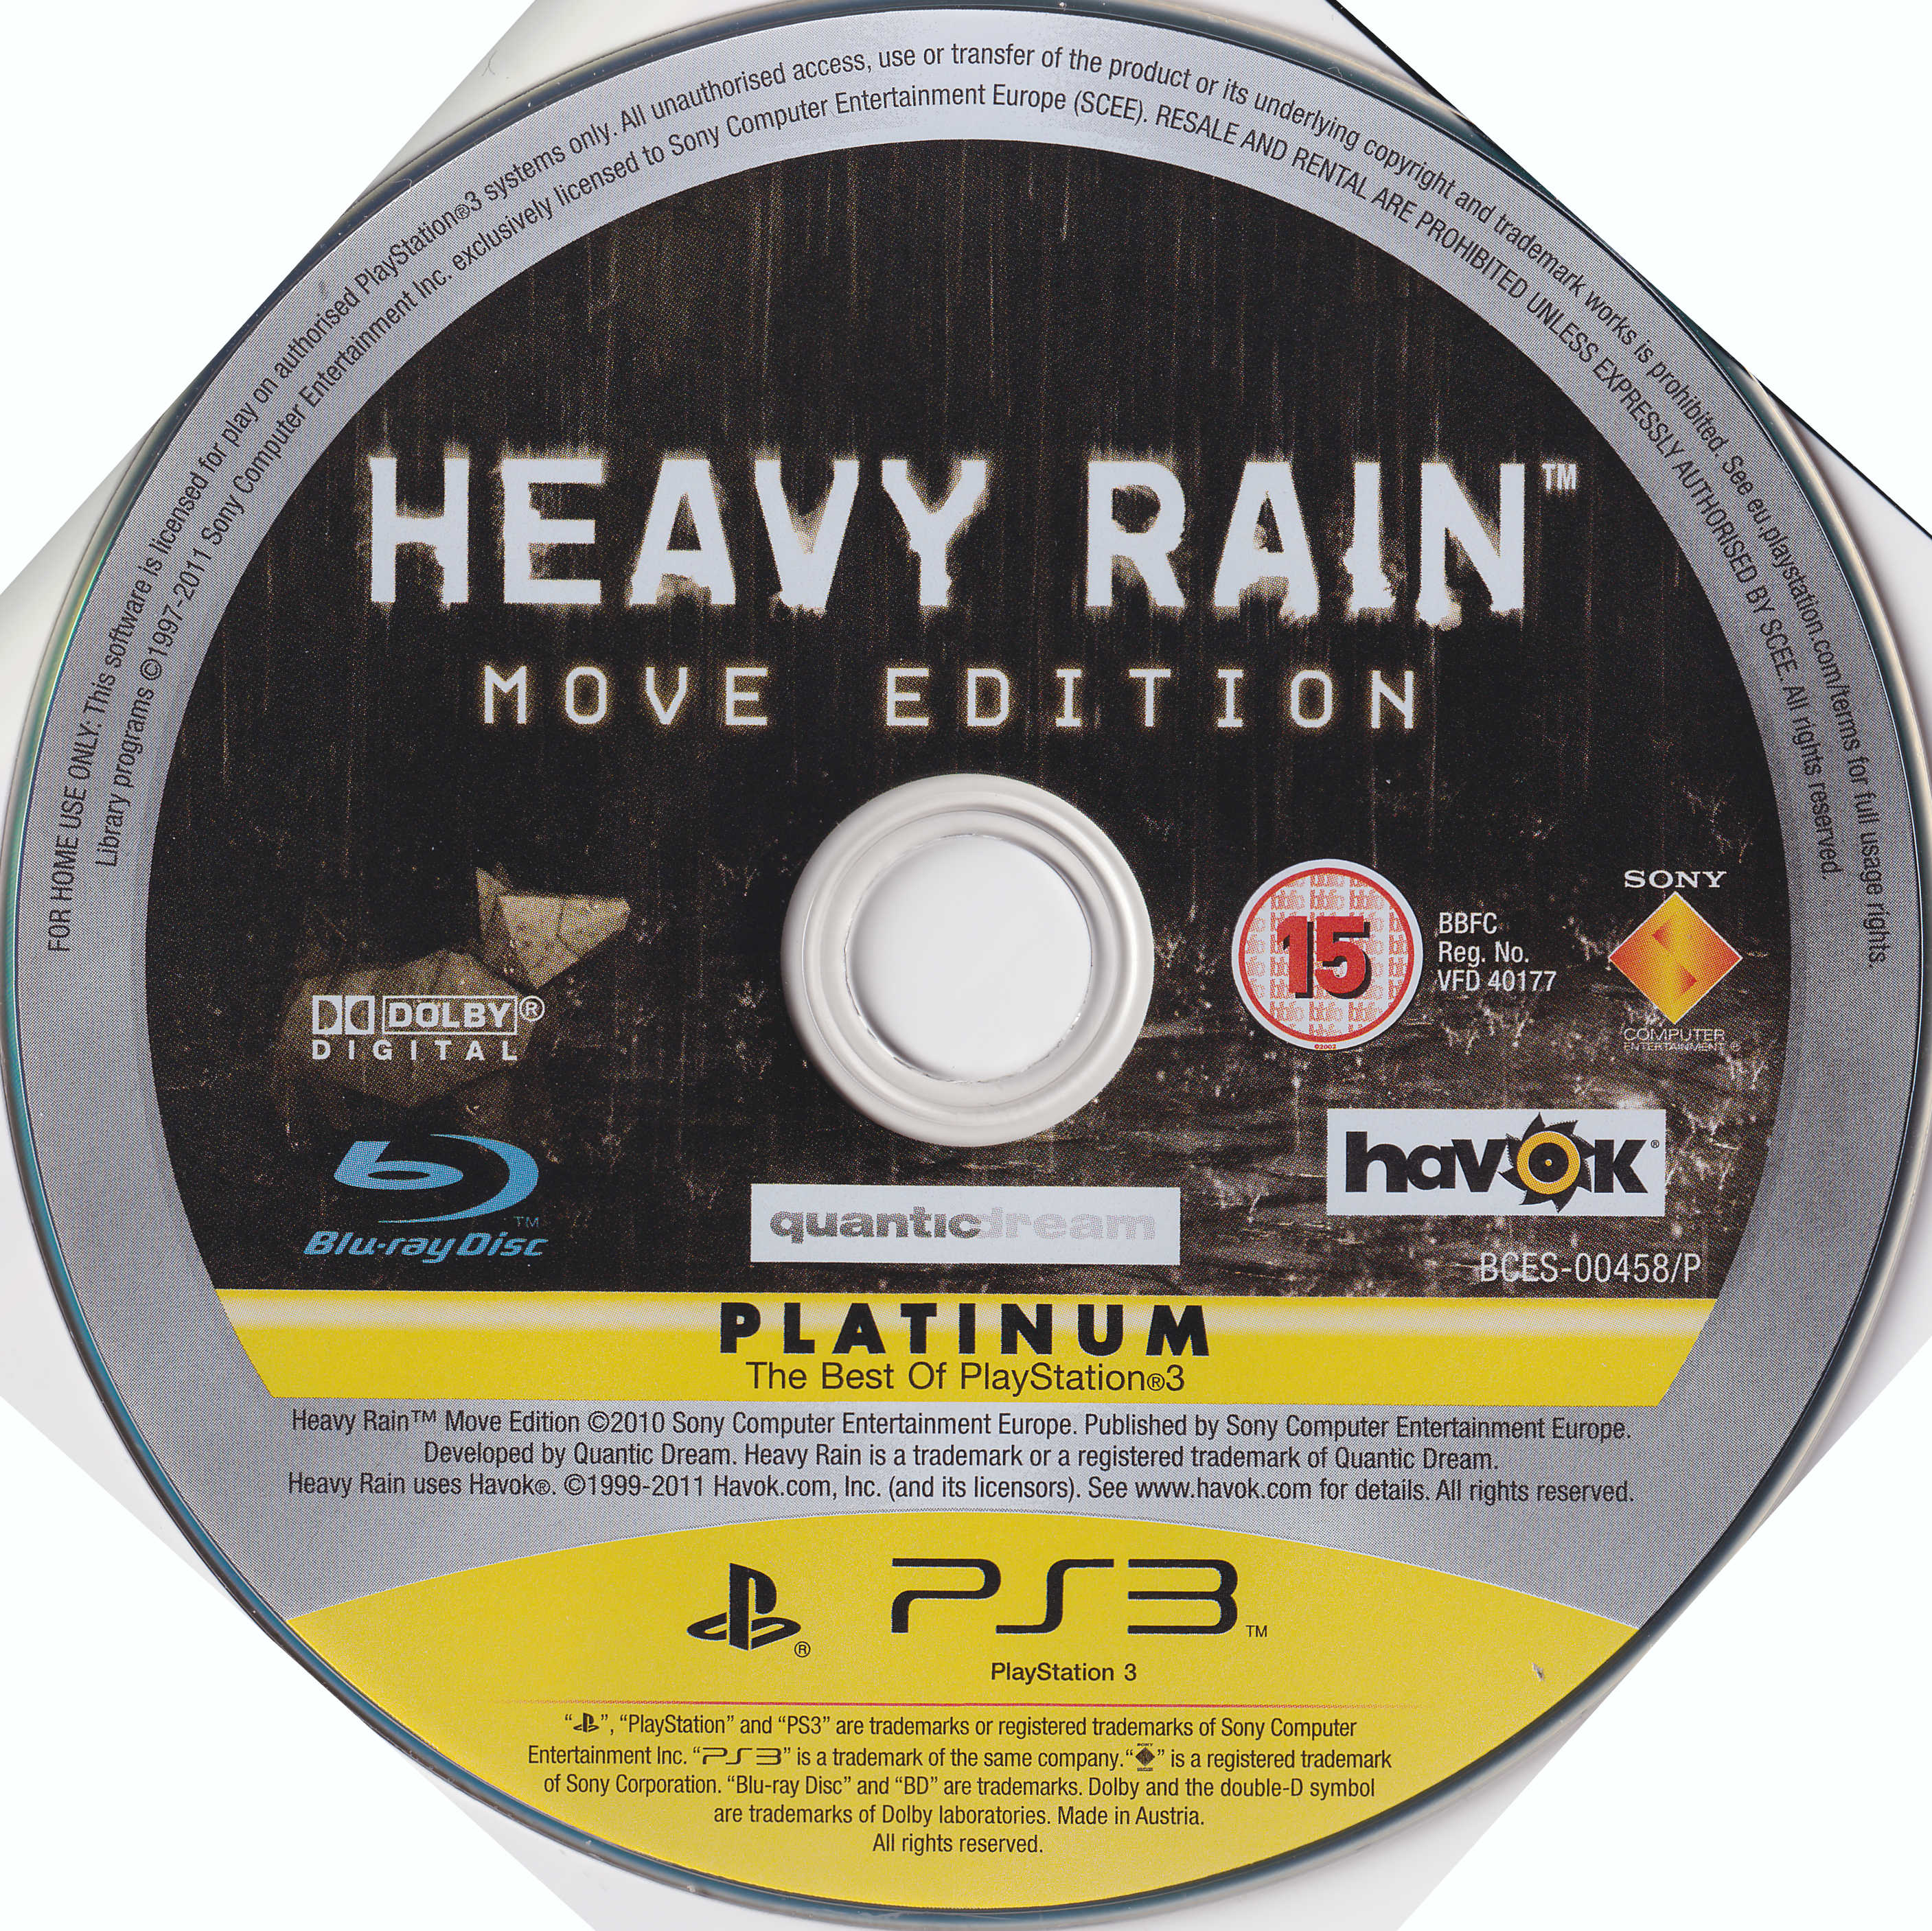 FOR HOME USE ONLY: This software is licensed for play on authorised PlayStation®3 systems only. All unauthorised access, use or transfer of the product or its underlying copyright and trademark works is prohibited. See eu.playstation.com/terms for full usage rights.
Library programs ©1997-2011 Sony Computer Entertainment Inc. exclusively licensed to Sony Computer Entertainment Europe (SCEE). RESALE AND RENTAL ARE PROHIBITED UNLESS EXPRESSLY AUTHORISED BY SCEE. All rights reserved.
HEAVY RAIN™
MOVE EDITION
DOLBY®
DIGITAL
15
©2002
BBFC
Reg. No.
VFD 40177
SONY
COMPUTER
ENTERTAINMENT®
Blu-ray Disc™
quanticdream
havok®
BCES-00458/P
PLATINUM
The Best Of PlayStation®3
Heavy Rain™ Move Edition ©2010 Sony Computer Entertainment Europe. Published by Sony Computer Entertainment Europe.
Developed by Quantic Dream. Heavy Rain is a trademark or a registered trademark of Quantic Dream.
Heavy Rain uses Havok®. ©1999-2011 Havok.com, Inc. (and its licensors). See www.havok.com for details. All rights reserved.
® PS3™
PlayStation 3
“”, “PlayStation” and “PS3” are trademarks or registered trademarks of Sony Computer
Entertainment Inc. “PS3” is a trademark of the same company. “” is a registered trademark
of Sony Corporation. “Blu-ray Disc” and “BD” are trademarks. Dolby and the double-D symbol
are trademarks of Dolby laboratories. Made in Austria.
All rights reserved.